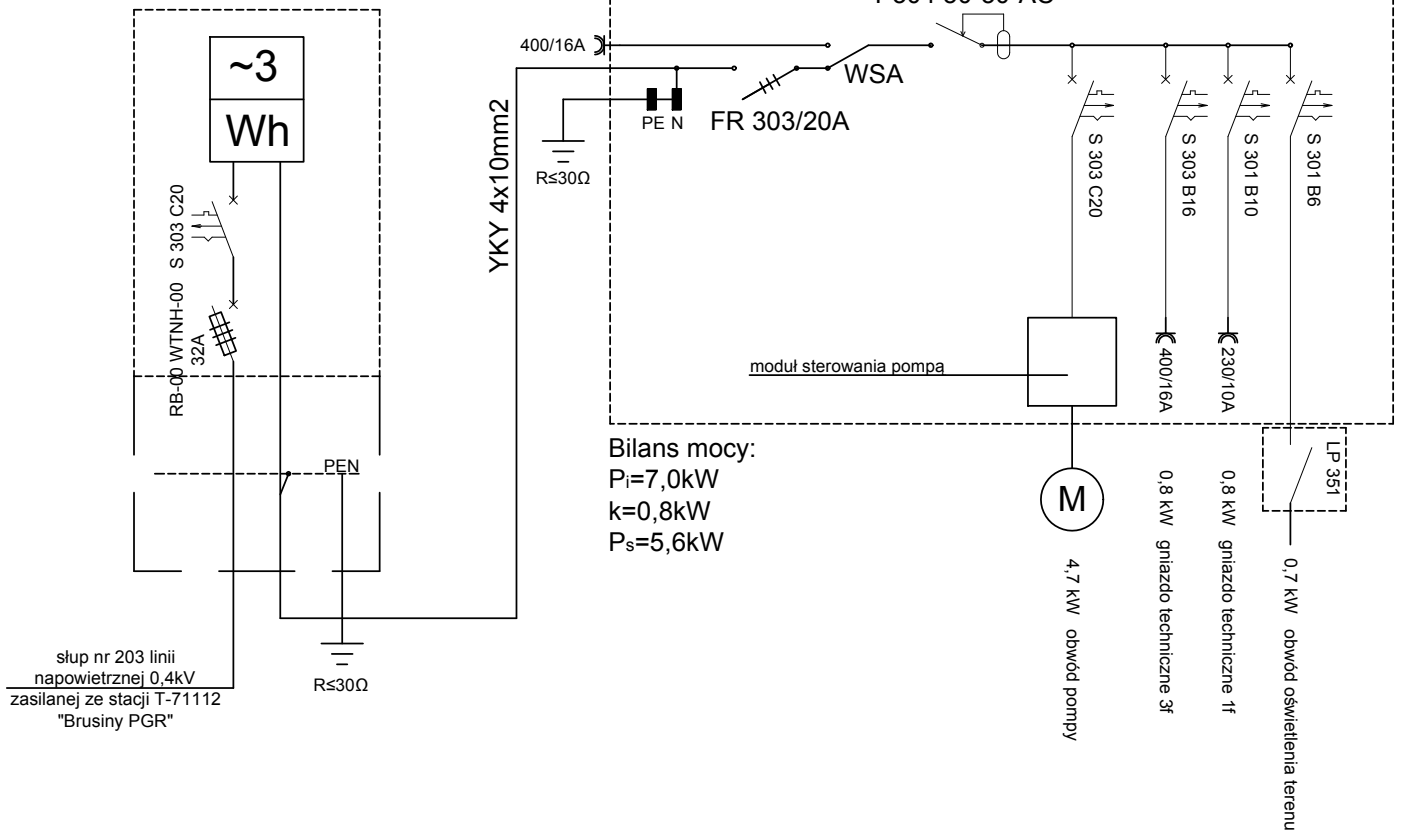 ~3
Wh
RB-00 WTNH-00 S 303 C20
32A
PEN
R≤30Ω
słup nr 203 linii
napowietrznej 0,4kV
zasilanej ze stacji T-71112
"Brusiny PGR"
YKY 4x10mm2
400/16A
PE N
R≤30Ω
FR 303/20A
WSA
S 303 C20
S 303 B16
S 301 B10
S 301 B6
moduł sterowania pompą
400/16A
230/10A
LP 351
M
Bilans mocy:
Pi=7,0kW
k=0,8kW
Ps=5,6kW
4,7 kW obwód pompy
0,8 kW gniazdo techniczne 3f
0,8 kW gniazdo techniczne 1f
0,7 kW obwód oświetlenia terenu